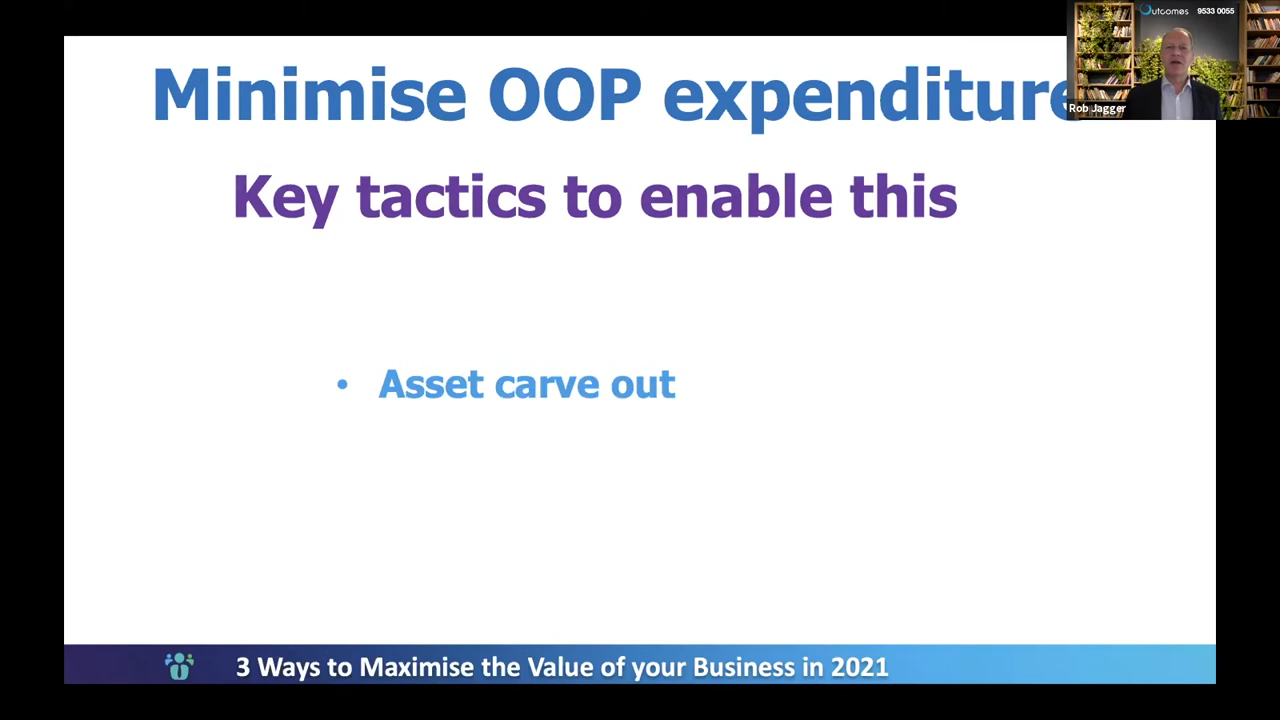 Outcomes 9533 0055
Rob Jagger
Minimise OOP expenditure
Key tactics to enable this
• Asset carve out
3 Ways to Maximise the Value of your Business in 2021